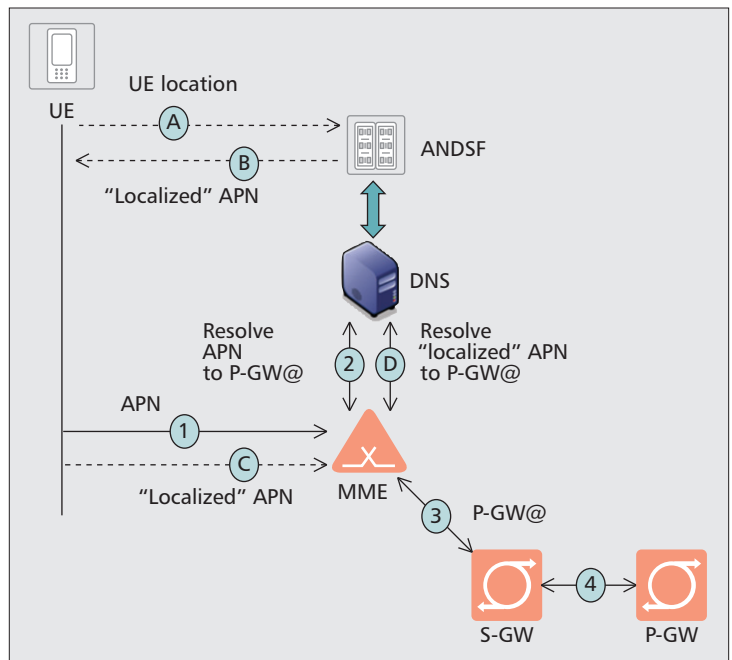 UE location
UE
A
ANDSF
B
“Localized” APN
DNS
Resolve
APN
to P-GW@
2
D
Resolve
“localized” APN
to P-GW@
APN
1
C
“Localized” APN
MME
3
P-GW@
4
S-GW
P-GW